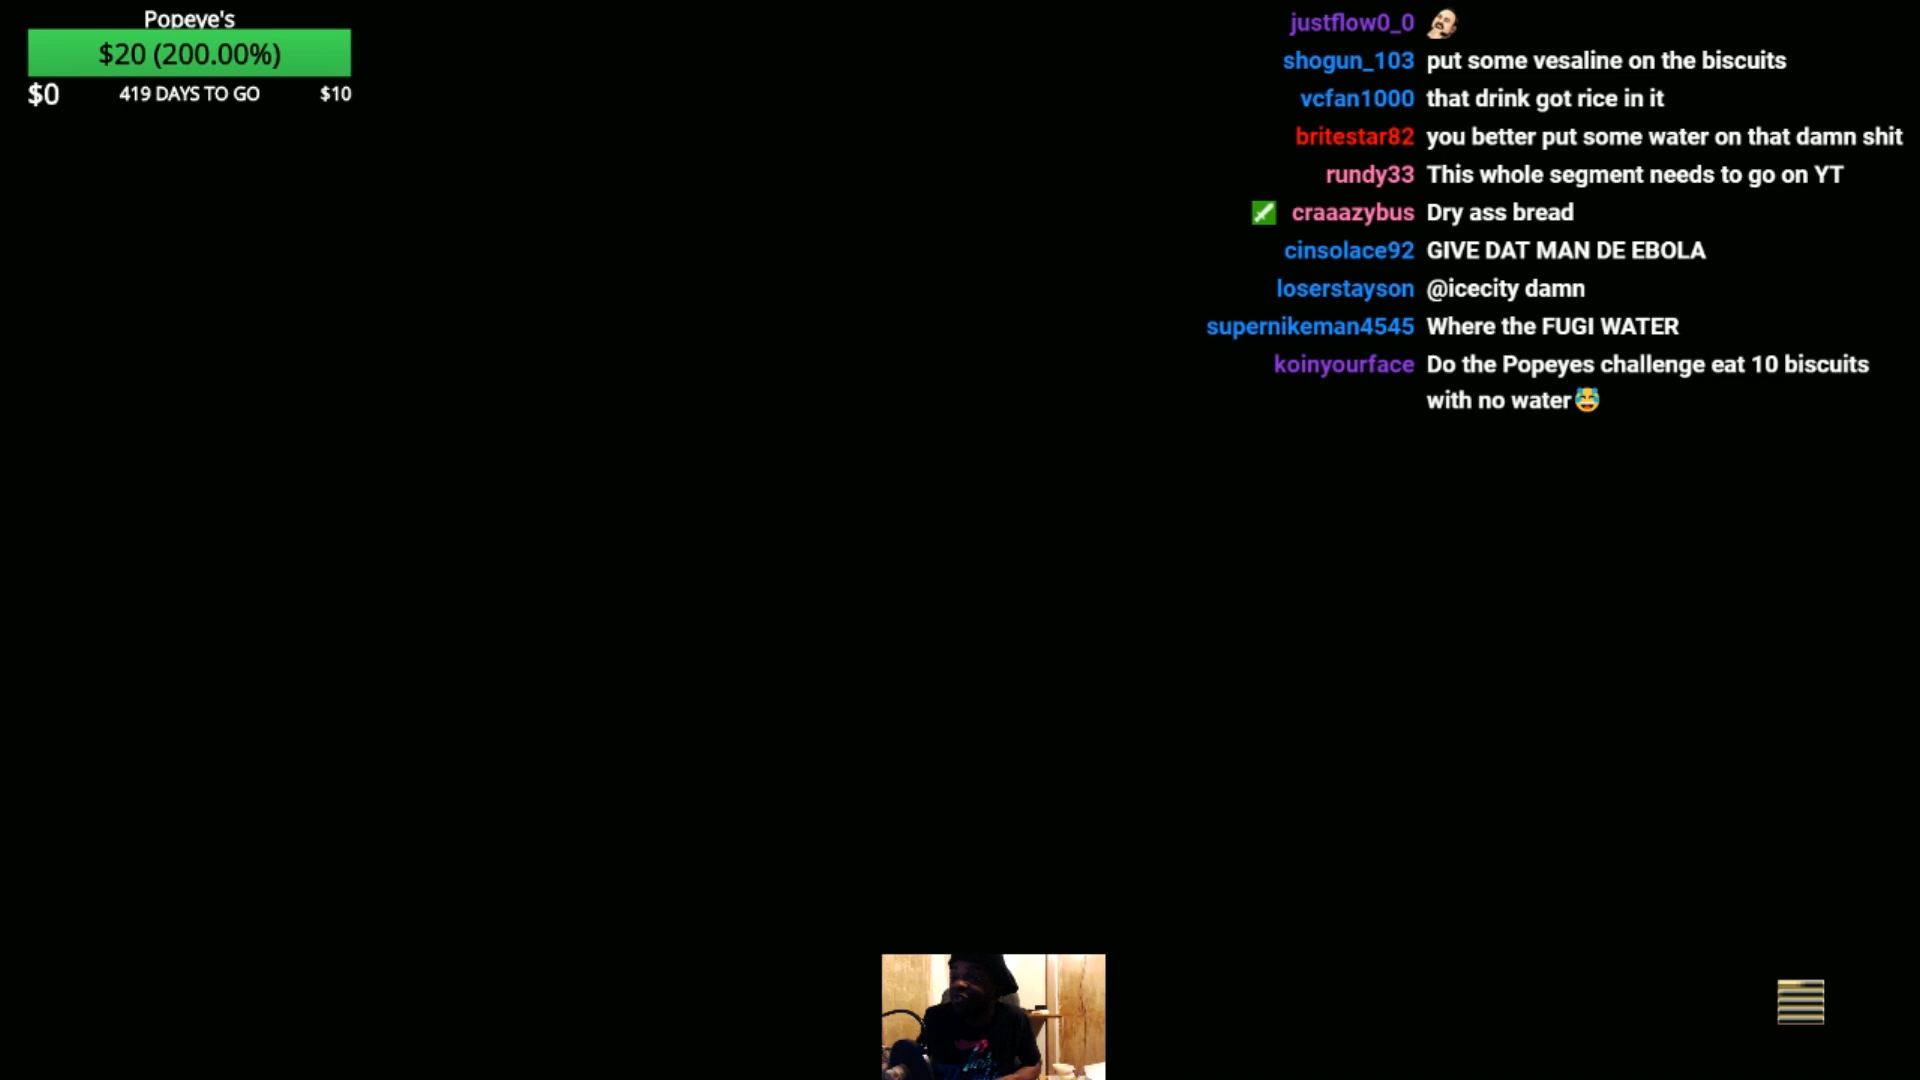 Popeye's
$20 (200.00%)
$0 419 DAYS TO GO $10
justflow0_0
shogun_103 put some vesaline on the biscuits
vcfan1000 that drink got rice in it
britestar82 you better put some water on that damn shit
rundy33 This whole segment needs to go on YT
craaazybus Dry ass bread
cinsolace92 GIVE DAT MAN DE EBOLA
loserstayson @icecity damn
supernikeman4545 Where the FUGI WATER
koinyourface Do the Popeyes challenge eat 10 biscuits
with no water😹